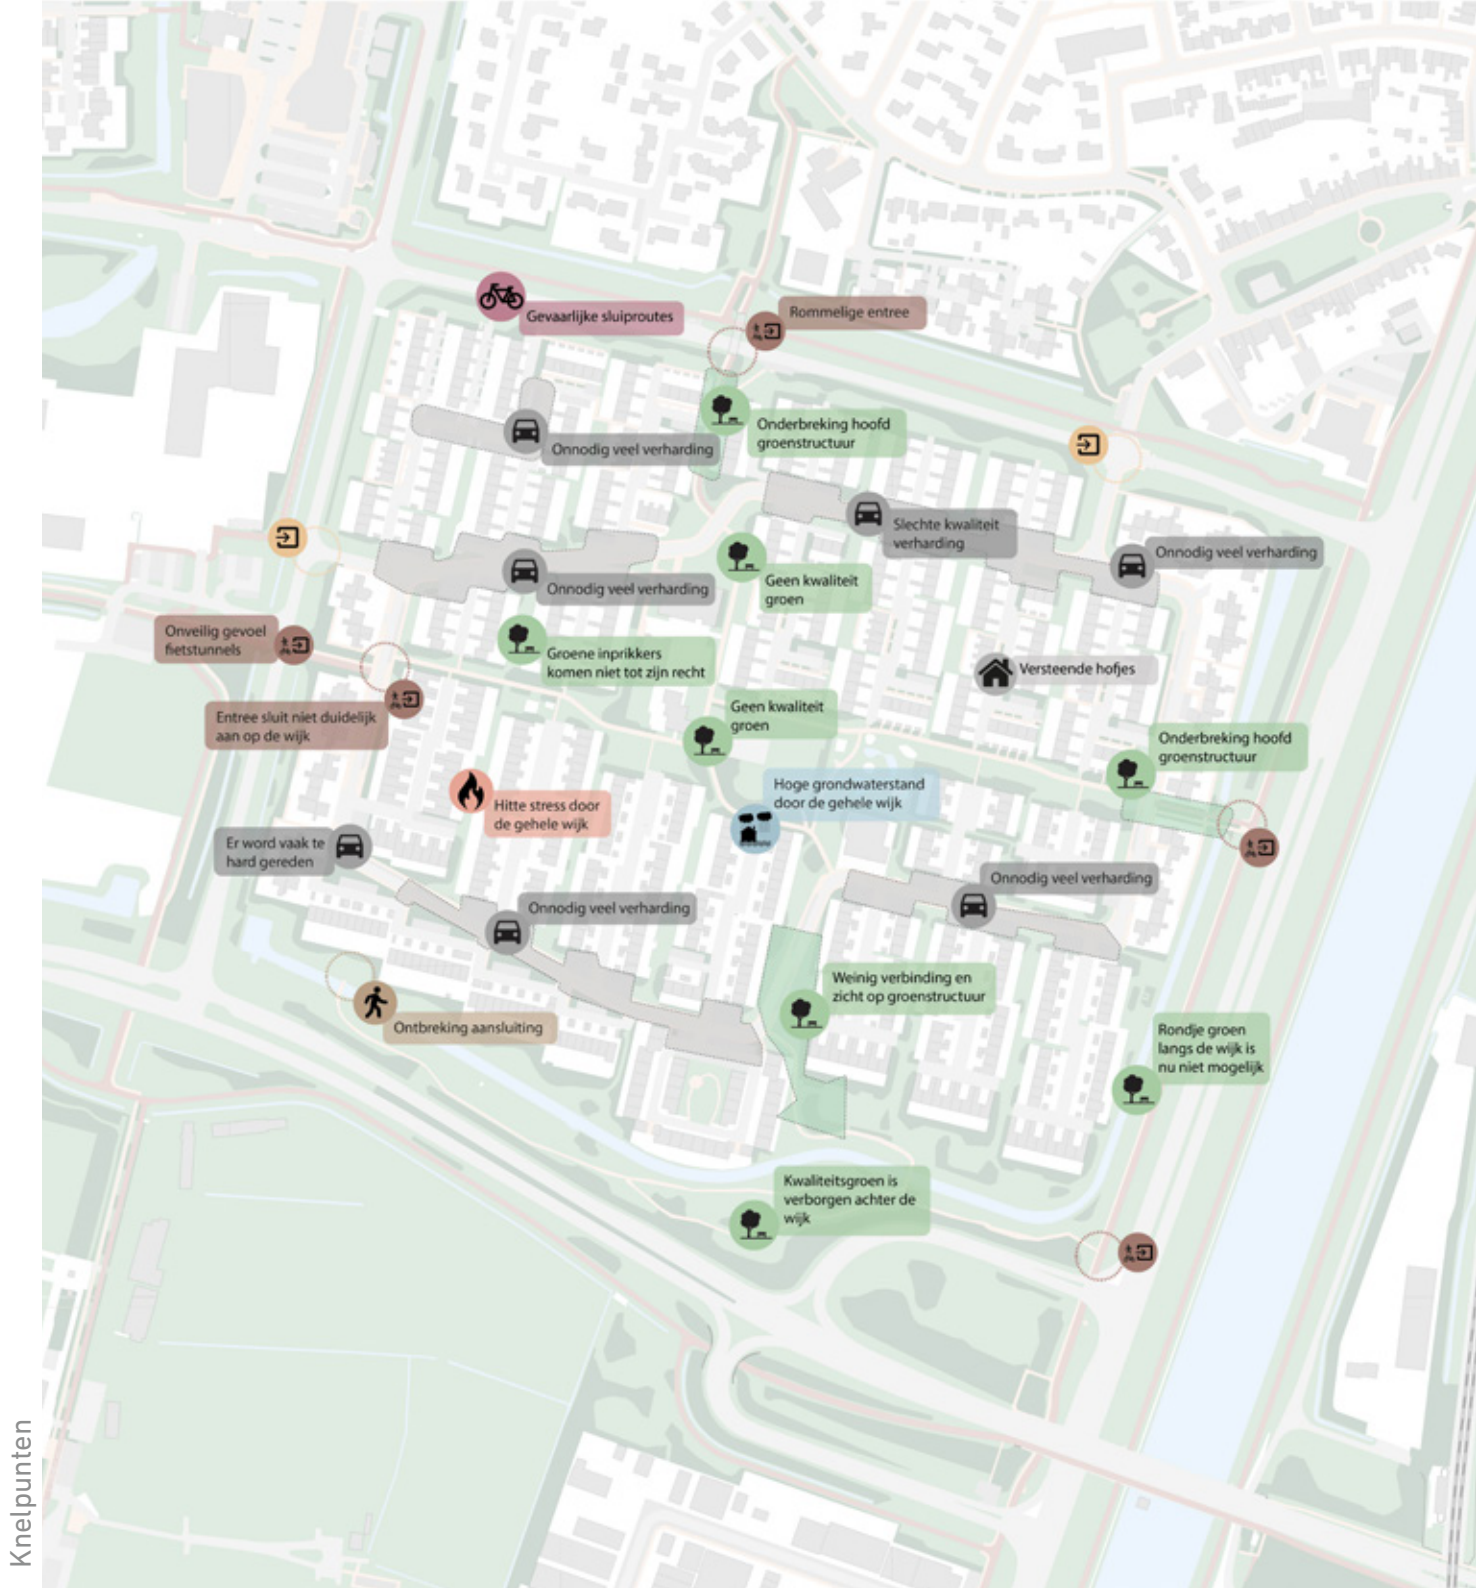 Gevaarlijke sluiproutes
Rommelige entree
Onderbreking hoofd
groenstructuur
Onnodig veel verharding
Slechte kwaliteit
verharding
Onnodig veel verharding
Geen kwaliteit
groen
Onnodig veel verharding
Onveilig gevoel
fietstunnels
Groene inprikkers
komen niet tot zijn recht
Versteende hofjes
Entree sluit niet duidelijk
aan op de wijk
Geen kwaliteit
groen
Onderbreking hoofd
groenstructuur
Hoge grondwaterstand
door de gehele wijk
Hitte stress door
de gehele wijk
Er word vaak te
hard gereden
Onnodig veel verharding
Onnodig veel verharding
Weinig verbinding en
zicht op groenstructuur
Ontbreking aansluiting
Rondje groen
langs de wijk is
nu niet mogelijk
Kwaliteitsgroen is
verborgen achter de
wijk
Knelpunten